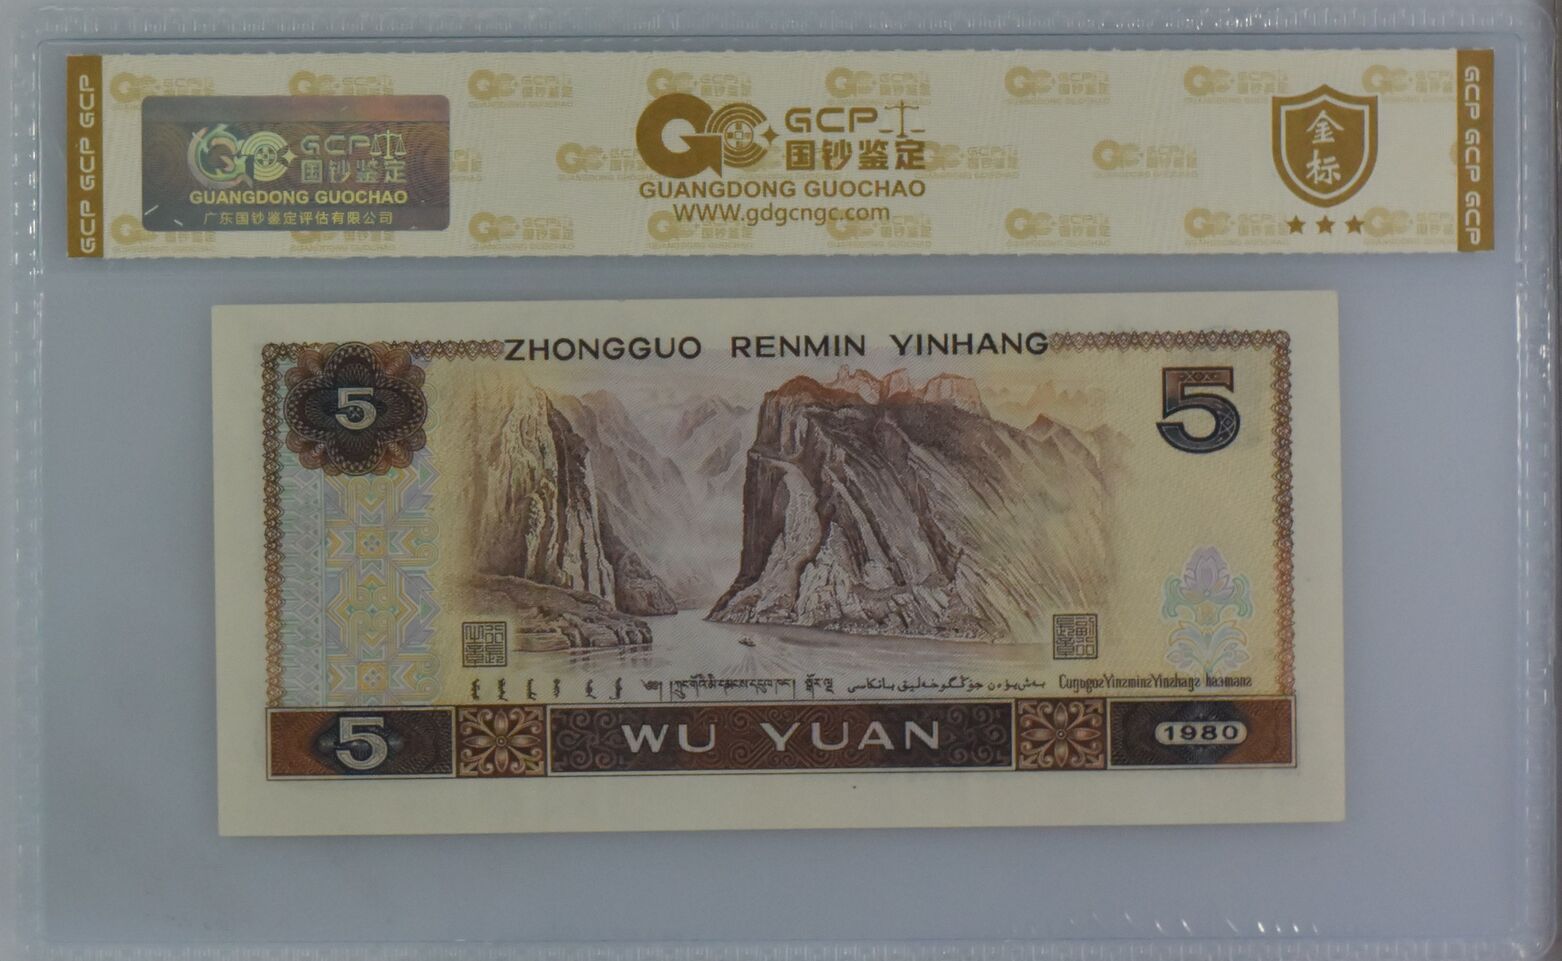 GCP GCP GCP
GCP
国钞鉴定
GUANGDONG GUOCHAO
广东国钞鉴定评估有限公司
GCP
国钞鉴定
GUANGDONG GUOCHAO
WWW.gdgcngc.com
金
标
GCP GCP GCP
ZHONGGUO RENMIN YINHANG
5
5
5
WU YUAN
1980